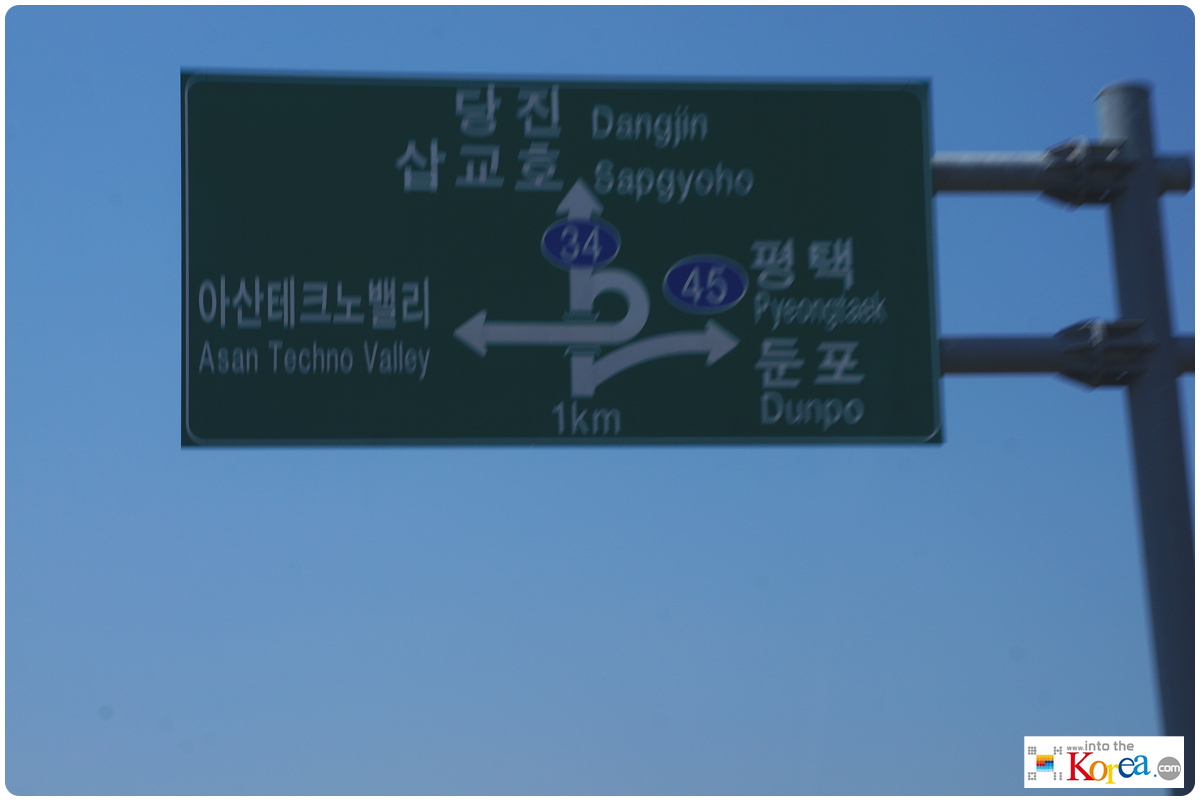 당진 Dangjin
삽교호 Sapgyoho
34
45
평택
Pyeongtaek
아산테크노밸리
Asan Techno Valley
둔포
Dunpo
1km
www.into the
Korea.com